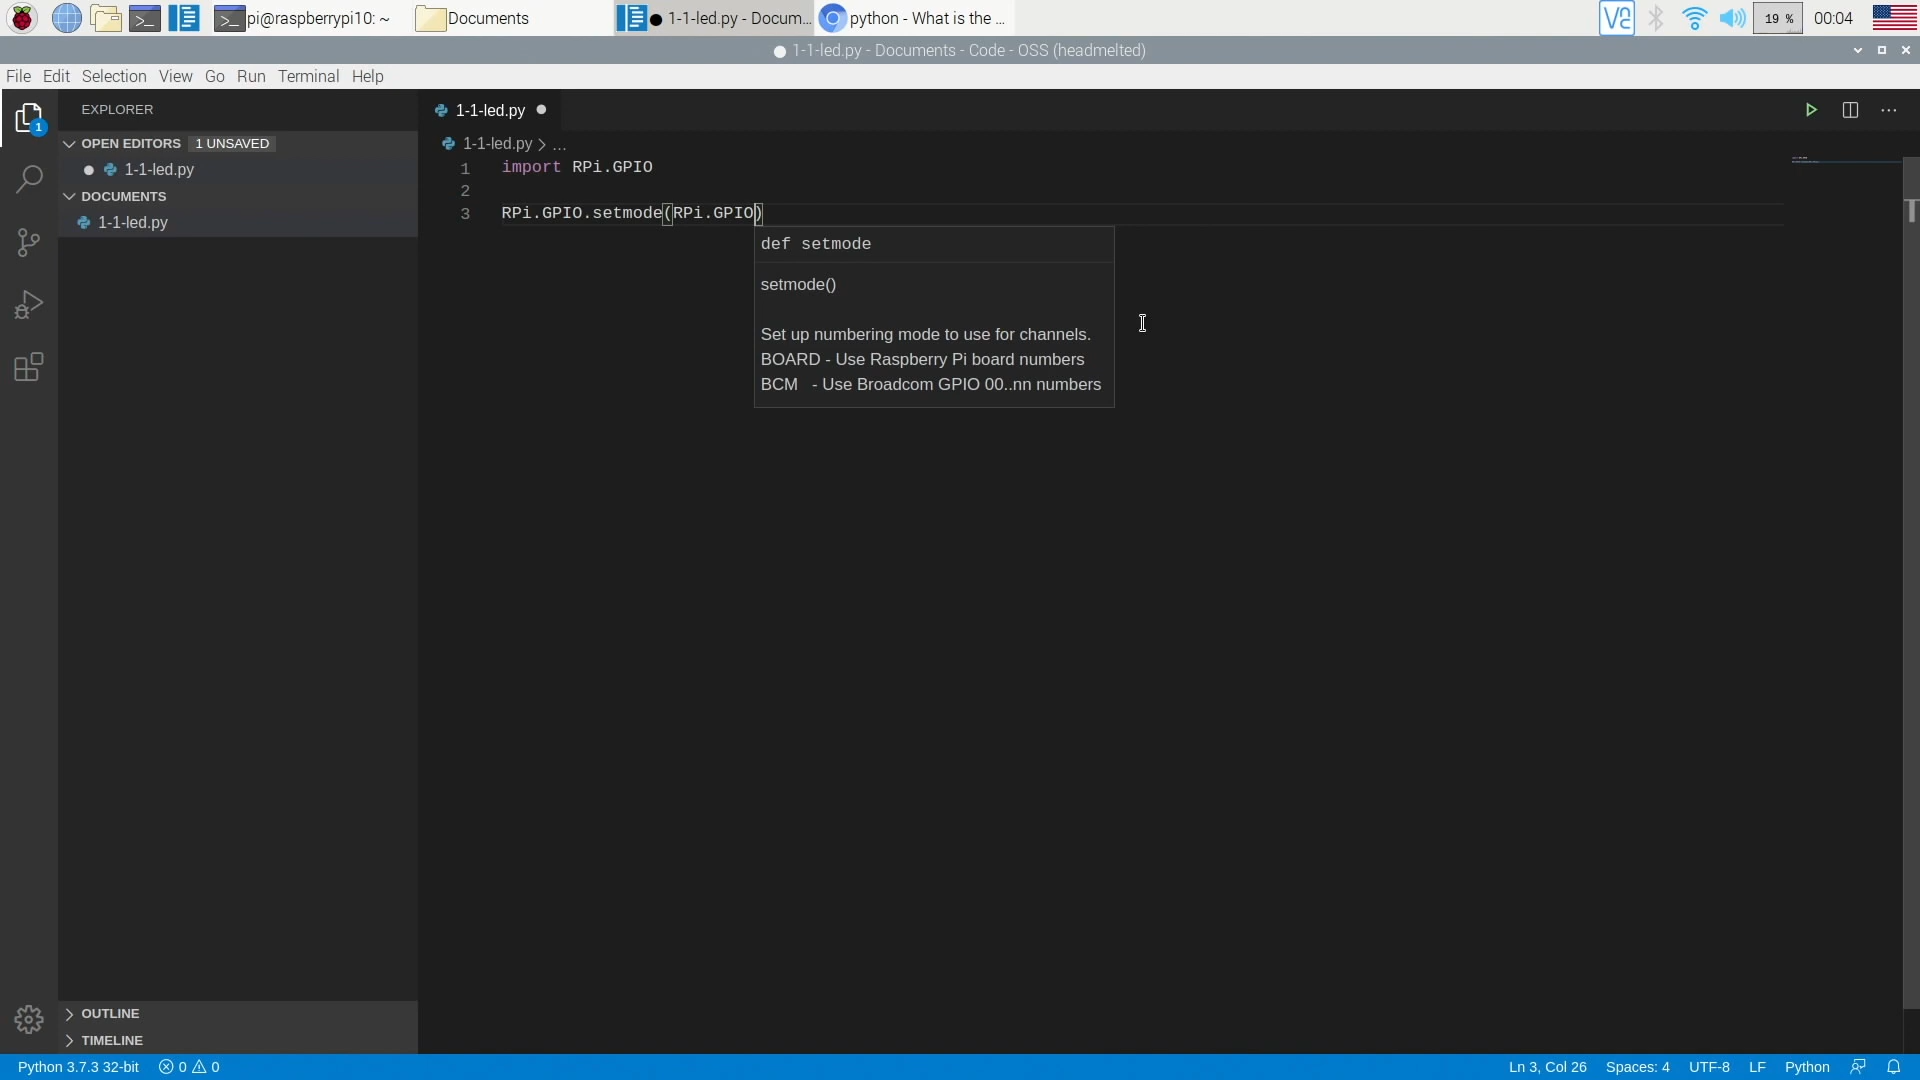 pi@raspberrypi10: ~
Documents
1-1-led.py - Docum...
python - What is the ...
V2
19 %
00:04
1-1-led.py - Documents - Code - OSS (headmelted)
File Edit Selection View Go Run Terminal Help
1
EXPLORER
OPEN EDITORS 1 UNSAVED
1-1-led.py
DOCUMENTS
1-1-led.py
OUTLINE
TIMELINE
1-1-led.py
1-1-led.py > ...
1 import RPi.GPIO
2
3 RPi.GPIO.setmode(RPi.GPIO)
def setmode
setmode()
Set up numbering mode to use for channels.
BOARD - Use Raspberry Pi board numbers
BCM - Use Broadcom GPIO 00..nn numbers
Python 3.7.3 32-bit 0 0 Ln 3, Col 26 Spaces: 4 UTF-8 LF Python